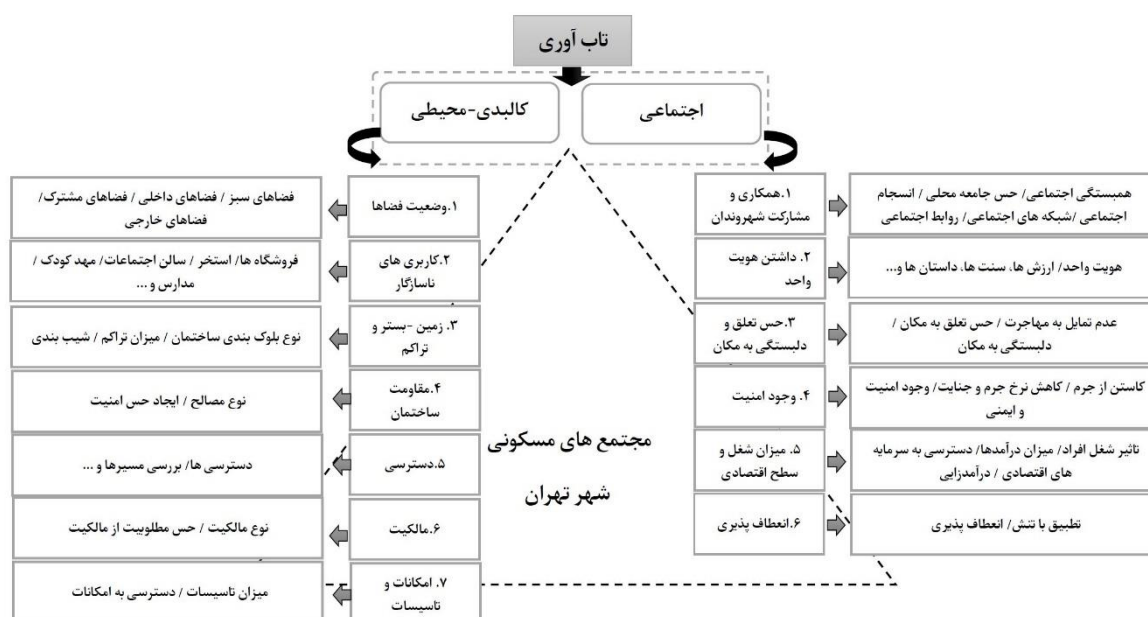 تاب آوری
اجتماعی
کالبدی-محیطی
۱.همکاری و
مشارکت شهروندان
همبستگی اجتماعی/ حس جامعه محلی / انسجام
اجتماعی /شبکه های اجتماعی/ روابط اجتماعی
۲. داشتن هویت
واحد
هویت واحد/ ارزش ها، سنت ها، داستان ها و...
۳.حس تعلق و
دلبستگی به مکان
عدم تمایل به مهاجرت / حس تعلق به مکان /
دلبستگی به مکان
۴. وجود امنیت
کاستن از جرم / کاهش نرخ جرم و جنایت/ وجود امنیت
و ایمنی
۵. میزان شغل و
سطح اقتصادی
تاثیر شغل افراد/ میزان درآمدها/ دسترسی به سرمایه
های اقتصادی / درآمدزایی
۶.انعطاف پذیری
تطبیق با تنش/ انعطاف پذیری
۱.وضعیت فضاها
فضاهای سبز / فضاهای داخلی / فضاهای مشترک/
فضاهای خارجی
۲.کاربری های
ناسازگار
فروشگاه ها/ استخر / سالن اجتماعات/ مهد کودک /
مدارس و ...
۳. زمین -بستر و
تراکم
نوع بلوک بندی ساختمان / میزان تراکم / شیب بندی
۴.مقاومت
ساختمان
نوع مصالح / ایجاد حس امنیت
۵.دسترسی
دسترسی ها/ بررسی مسیرها و ...
۶.مالکیت
نوع مالکیت / حس مطلوبیت از مالکیت
۷. امکانات و
تاسیسات
میزان تاسیسات / دسترسی به امکانات
مجتمع های مسکونی
شهر تهران